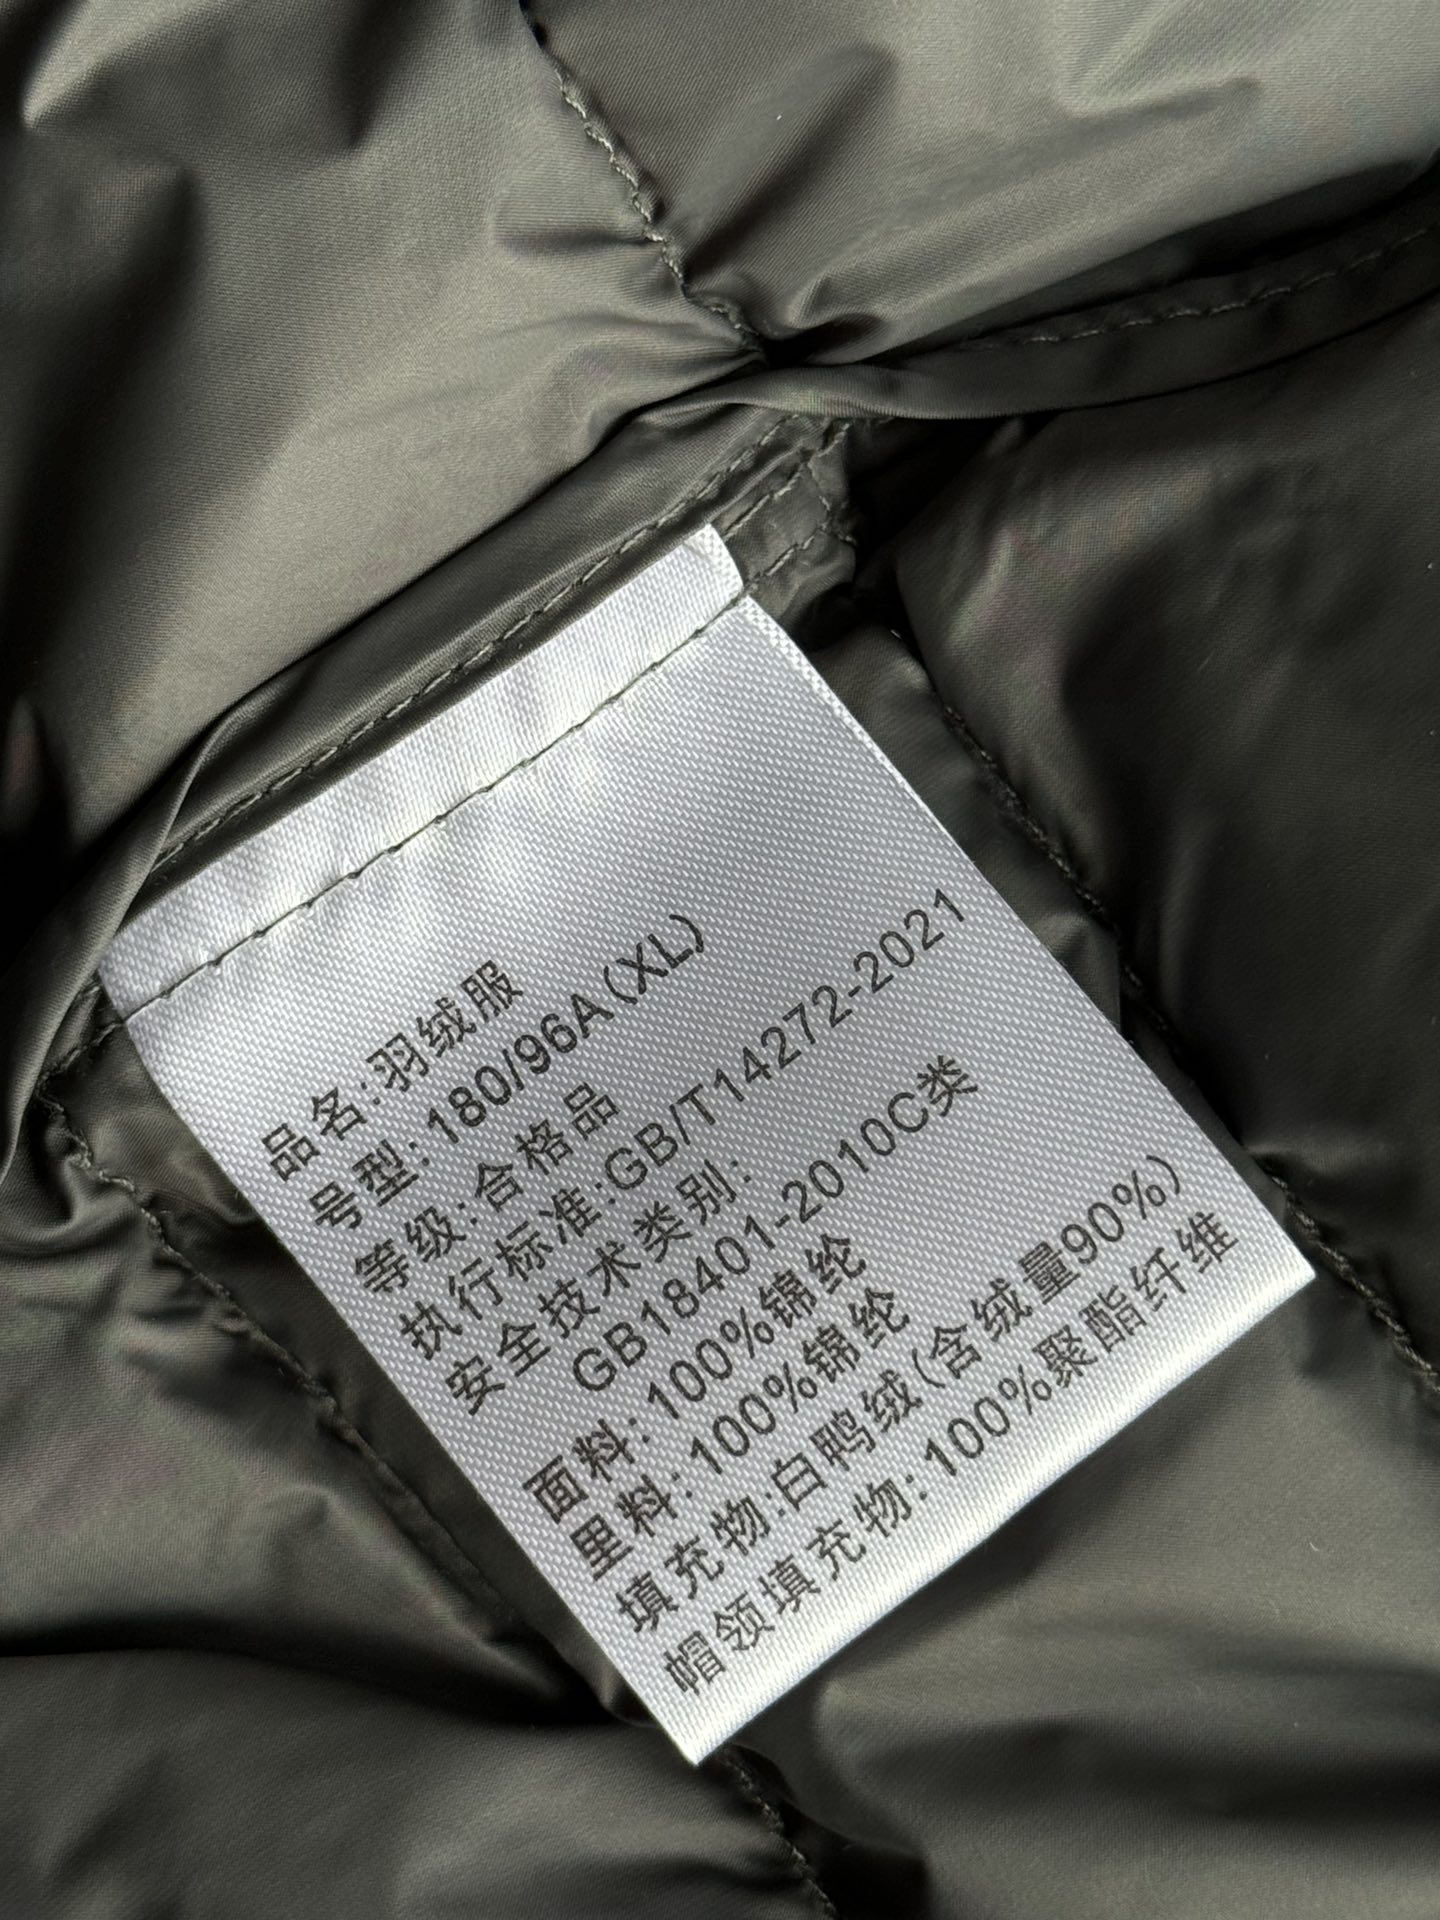 品名:羽绒服
号型:180/96A(XL)
等级:合格品
执行标准:GB/T14272-2021
安全技术类别:
GB18401-2010C类
面料:100%锦纶
里料:100%锦纶
填充物:白鸭绒(含绒量90%)
帽领填充物:100%聚酯纤维